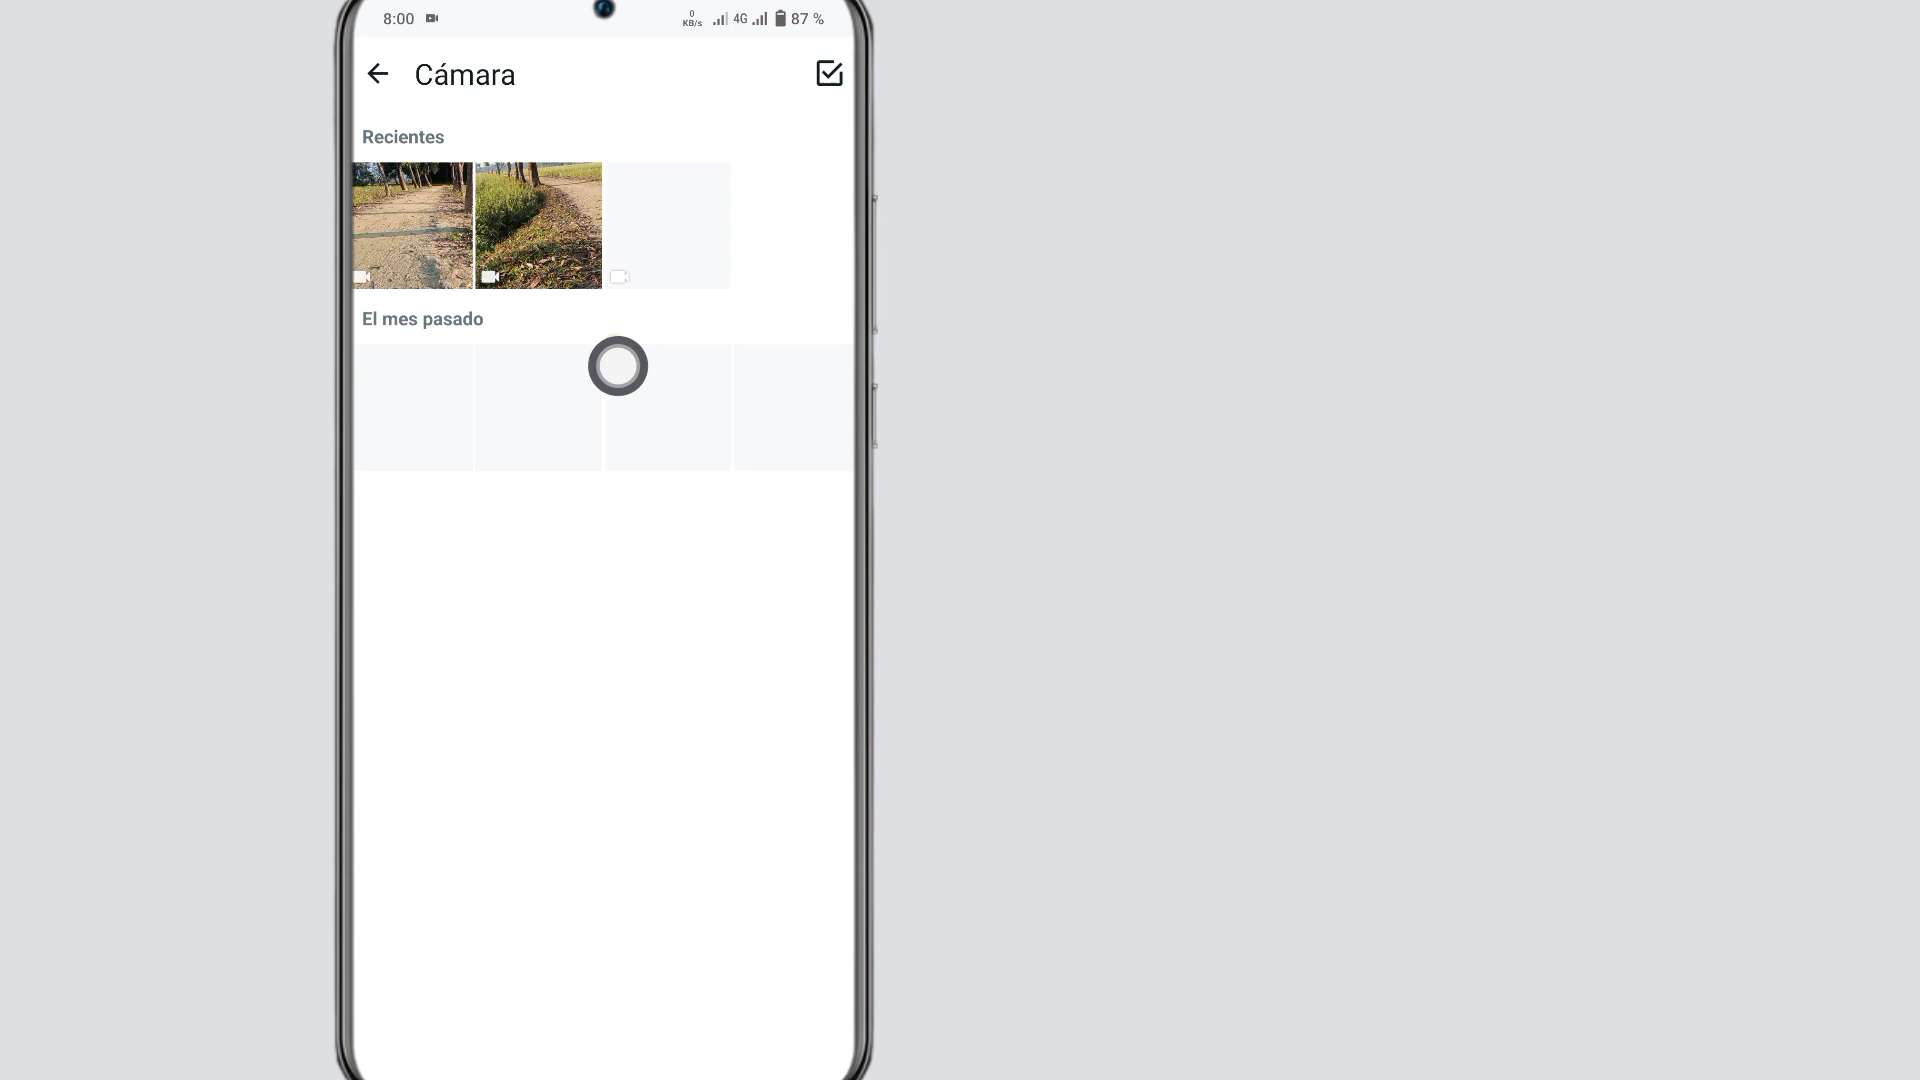 8:00
0
KB/s
4G
87 %
Cámara
Recientes
El mes pasado